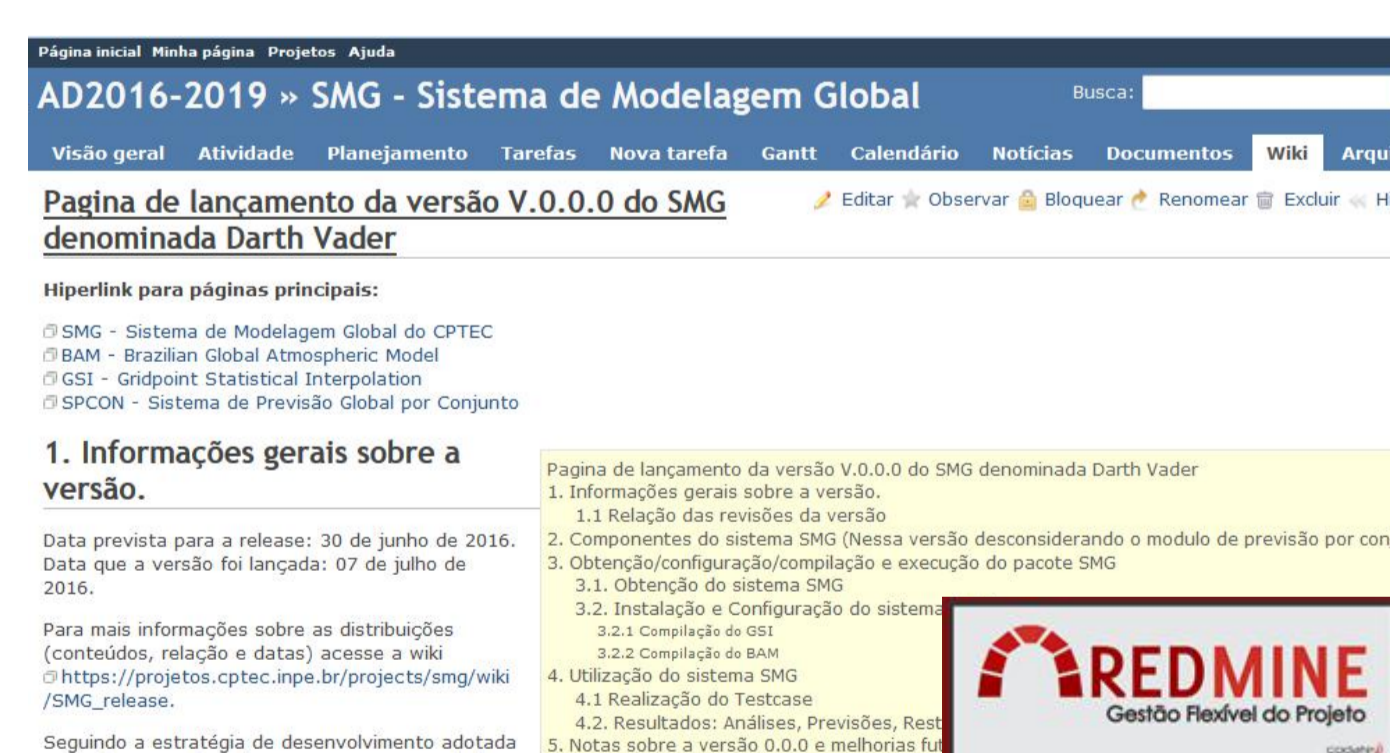 Página inicial Minha página Projetos Ajuda
AD2016-2019 » SMG - Sistema de Modelagem Global
Busca:
Visão geral Atividade Planejamento Tarefas Nova tarefa Gantt Calendário Notícias Documentos Wiki Arqu
Pagina de lançamento da versão V.0.0.0 do SMG
denominada Darth Vader
Editar Observar Bloquear Renomear Excluir H
Hiperlink para páginas principais:
SMG - Sistema de Modelagem Global do CPTEC
BAM - Brazilian Global Atmospheric Model
GSI - Gridpoint Statistical Interpolation
SPCON - Sistema de Previsão Global por Conjunto
1. Informações gerais sobre a
versão.
Data prevista para a release: 30 de junho de 2016.
Data que a versão foi lançada: 07 de julho de
2016.
Para mais informações sobre as distribuições
(conteúdos, relação e datas) acesse a wiki
https://projetos.cptec.inpe.br/projects/smg/wiki
/SMG_release.
Seguindo a estratégia de desenvolvimento adotada
Pagina de lançamento da versão V.0.0.0 do SMG denominada Darth Vader
1. Informações gerais sobre a versão.
1.1 Relação das revisões da versão
2. Componentes do sistema SMG (Nessa versão desconsiderando o modulo de previsão por con
3. Obtenção/configuração/compilação e execução do pacote SMG
3.1. Obtenção do sistema SMG
3.2. Instalação e Configuração do sistema
3.2.1 Compilação do GSI
3.2.2 Compilação do BAM
4. Utilização do sistema SMG
4.1 Realização do Testcase
4.2. Resultados: Análises, Previsões, Rest
5. Notas sobre a versão 0.0.0 e melhorias fut
REDMINE
Gestão Flexível do Projeto